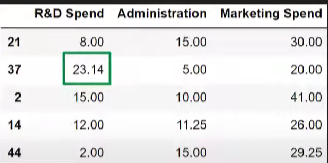 R&D Spend Administration Marketing Spend
21 8.00 15.00 30.00
37 23.14 5.00 20.00
2 15.00 10.00 41.00
14 12.00 11.25 26.00
44 2.00 15.00 29.25